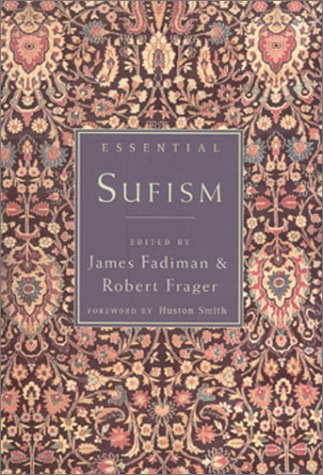 ESSENTIAL
SUFISM
EDITED BY
James Fadiman &
Robert Frager
FOREWORD BY Huston Smith